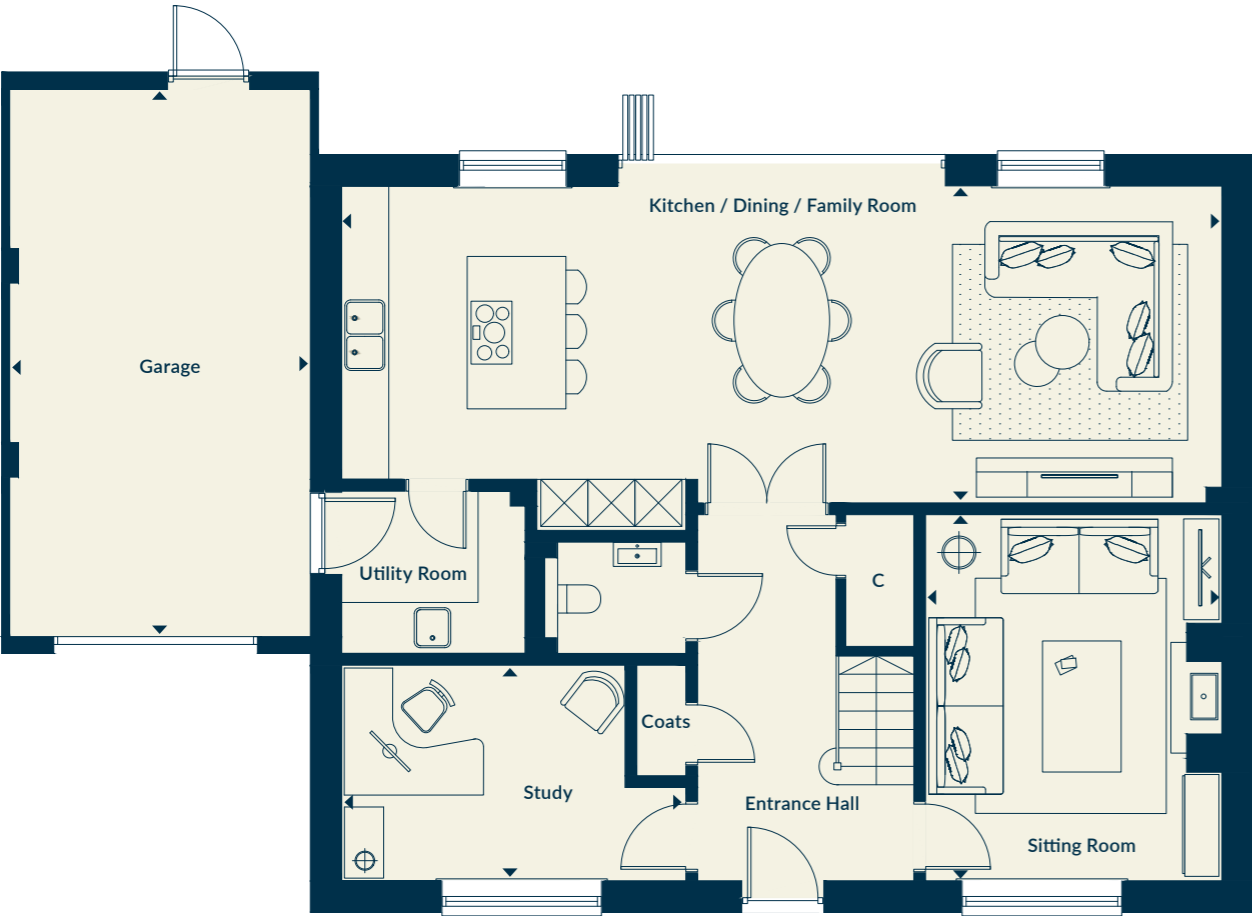 Kitchen / Dining / Family Room
Garage
Utility Room
C
Coats
Study
Entrance Hall
Sitting Room